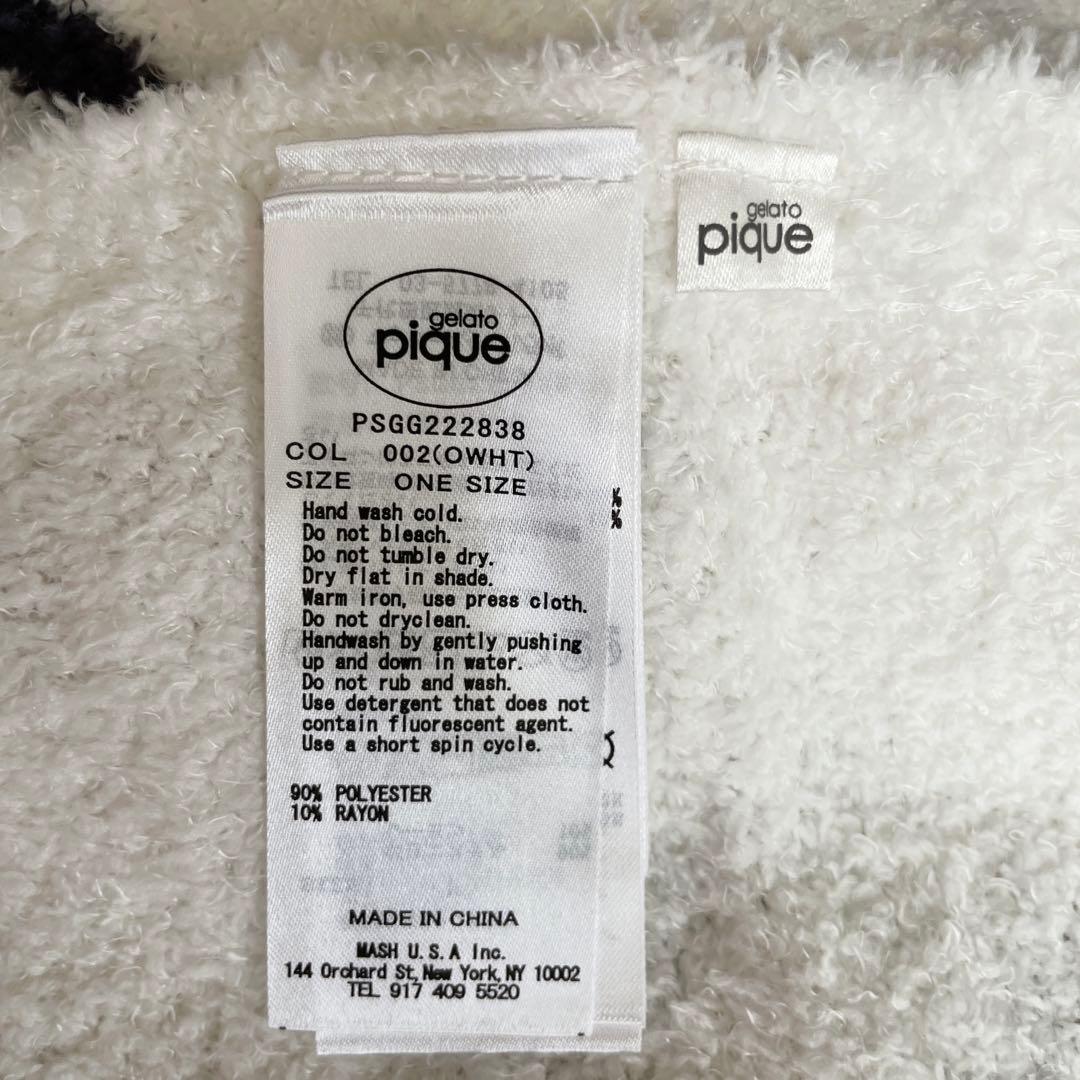 gelato
pique
PSGG222838
COL 002(OWHT)
SIZE ONE SIZE
Hand wash cold.
Do not bleach.
Do not tumble dry.
Dry flat in shade.
Warm iron, use press cloth.
Do not dryclean.
Handwash by gently pushing
up and down in water.
Do not rub and wash.
Use detergent that does not
contain fluorescent agent.
Use a short spin cycle.
90% POLYESTER
10% RAYON
MADE IN CHINA
MASH U.S.A Inc.
144 Orchard St, New York, NY 10002
TEL 917 409 5520
%
%
gelato
pique